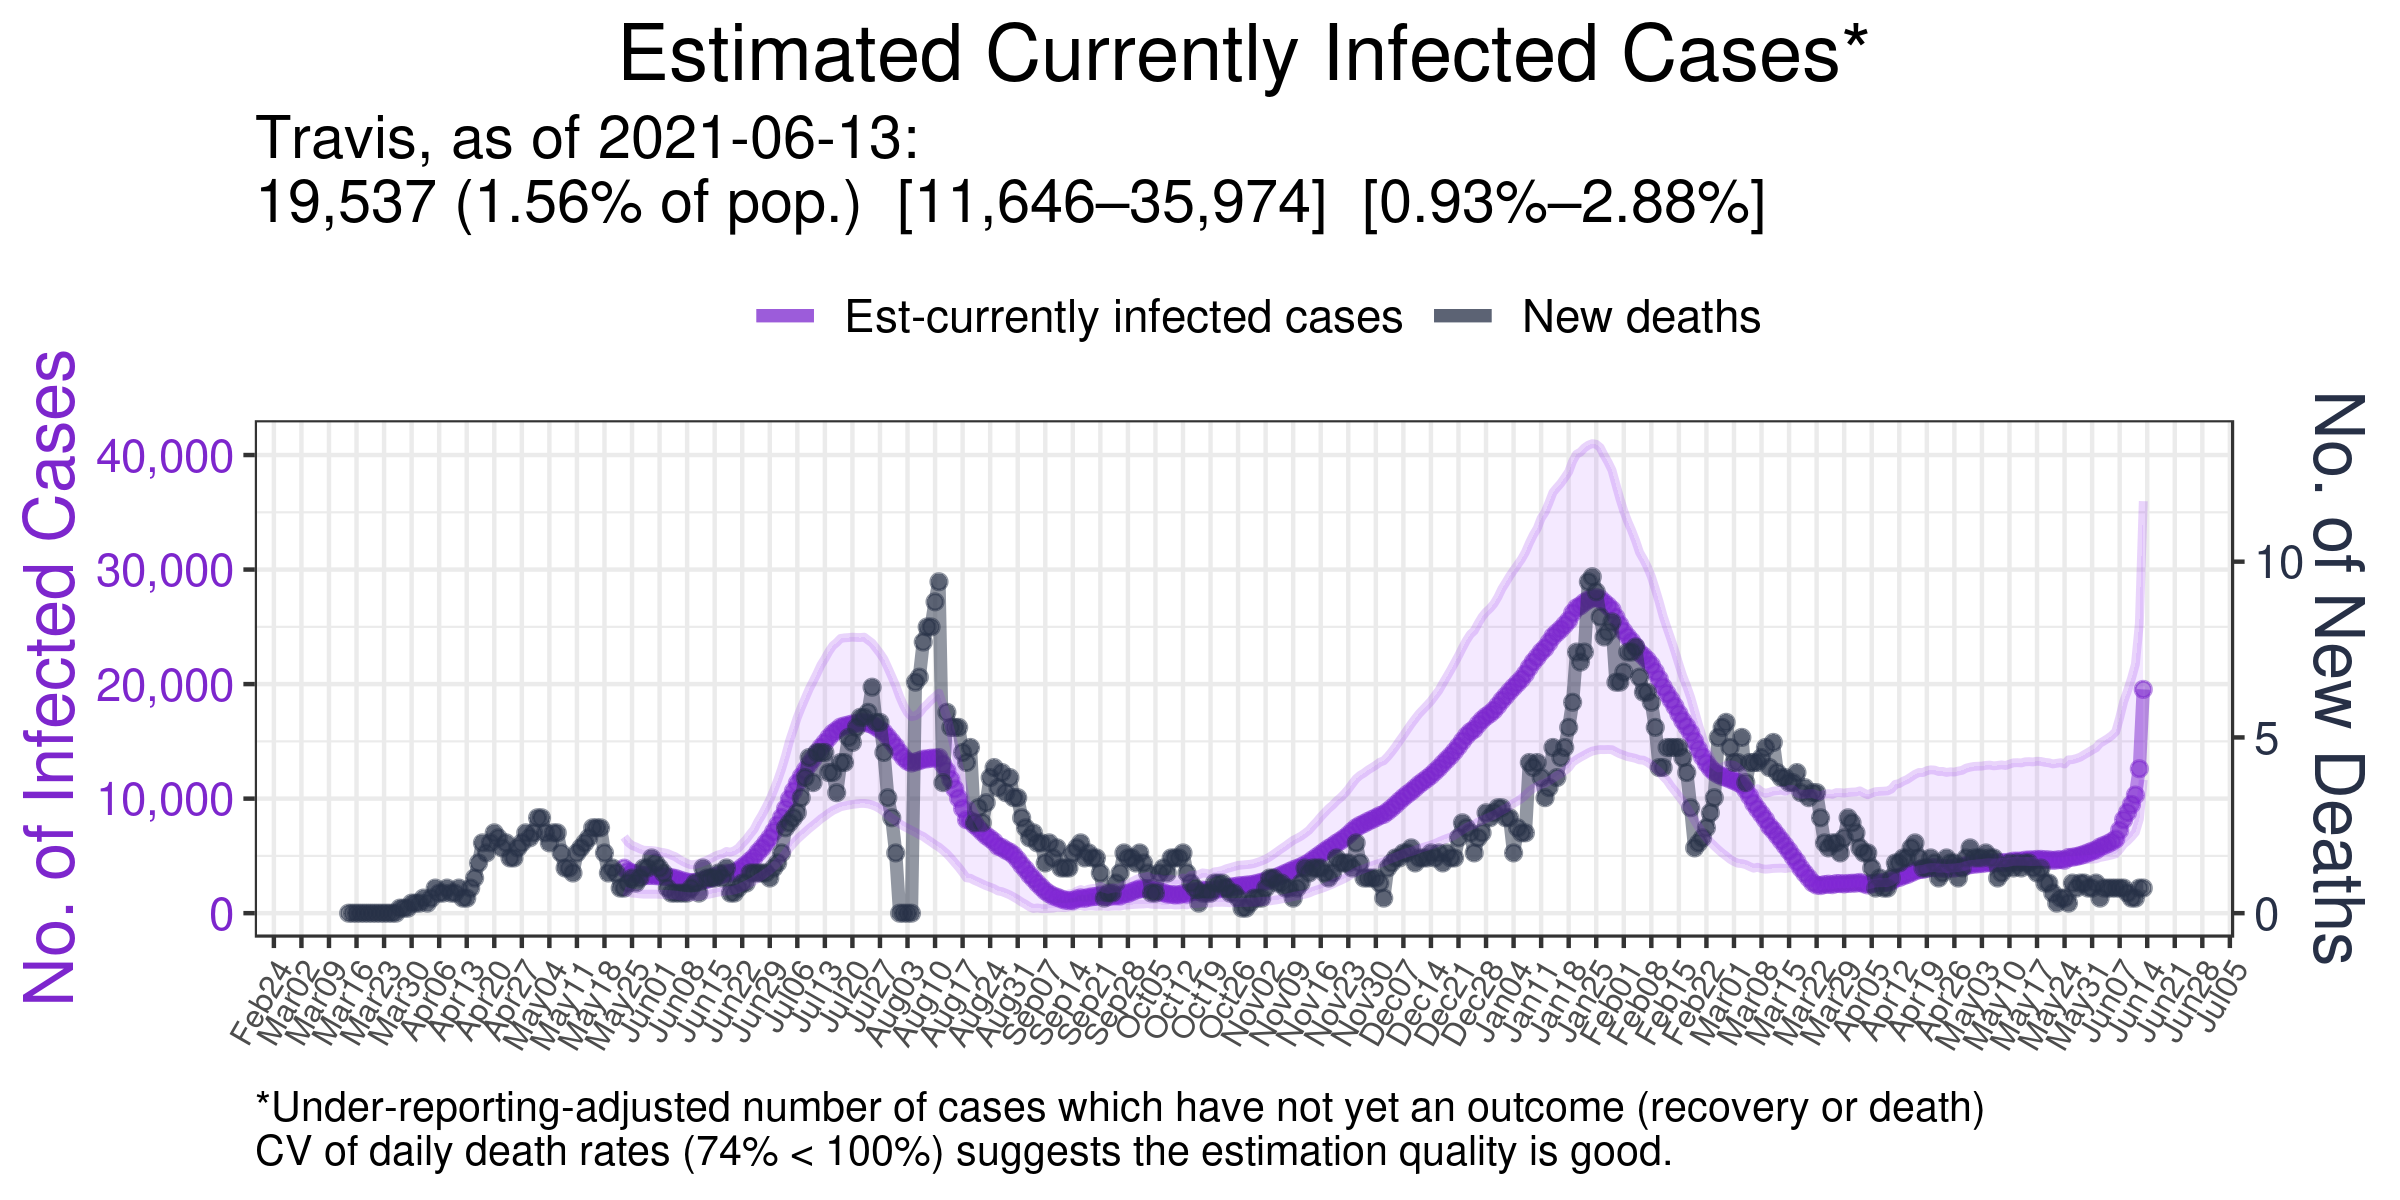 Estimated Currently Infected Cases*
Travis, as of 2021-06-13:
19,537 (1.56% of pop.) [11,646–35,974] [0.93%–2.88%]
Est-currently infected cases
New deaths
No. of Infected Cases
40,000
30,000
20,000
10,000
0
No. of New Deaths
10
5
0
Feb24
Mar02
Mar09
Mar16
Mar23
Mar30
Apr06
Apr13
Apr20
Apr27
May04
May11
May18
May25
Jun01
Jun08
Jun15
Jun22
Jun29
Jul06
Jul13
Jul20
Jul27
Aug03
Aug10
Aug17
Aug24
Aug31
Sep07
Sep14
Sep21
Sep28
Oct05
Oct12
Oct19
Oct26
Nov02
Nov09
Nov16
Nov23
Nov30
Dec07
Dec14
Dec21
Dec28
Jan04
Jan11
Jan18
Jan25
Feb01
Feb08
Feb15
Feb22
Mar01
Mar08
Mar15
Mar22
Mar29
Apr05
Apr12
Apr19
Apr26
May03
May10
May17
May24
May31
Jun07
Jun14
Jun21
Jun28
Jul05
*Under-reporting-adjusted number of cases which have not yet an outcome (recovery or death)
CV of daily death rates (74% < 100%) suggests the estimation quality is good.